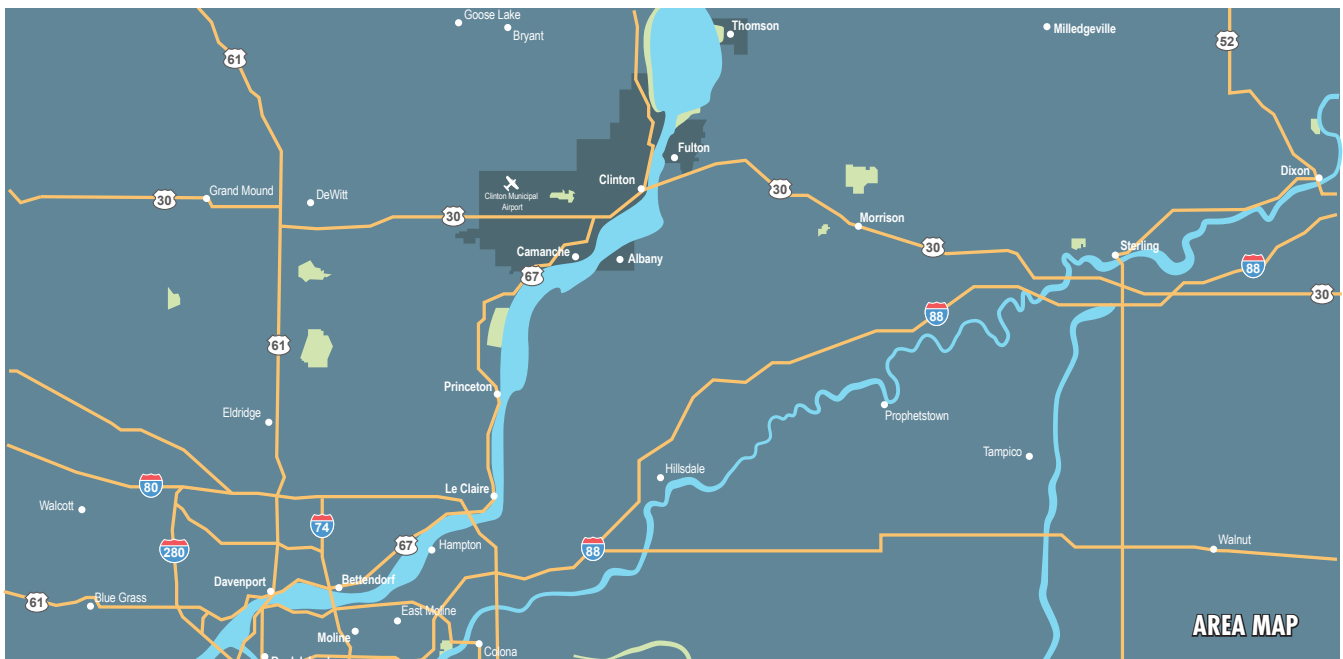 Goose Lake
Bryant
Thomson
Milledgeville
61
52
Fulton
Clinton
Dixon
30
Grand Mound
DeWitt
Clinton Municipal
Airport
30
30
Morrison
30
Sterling
Camanche
Albany
67
88
30
88
61
Princeton
Prophetstown
Eldridge
Tampico
Hillsdale
80
Le Claire
Walcott
74
280
67
Hampton
88
Walnut
Davenport
Bettendorf
61
Blue Grass
East Moline
Moline
Colona
AREA MAP